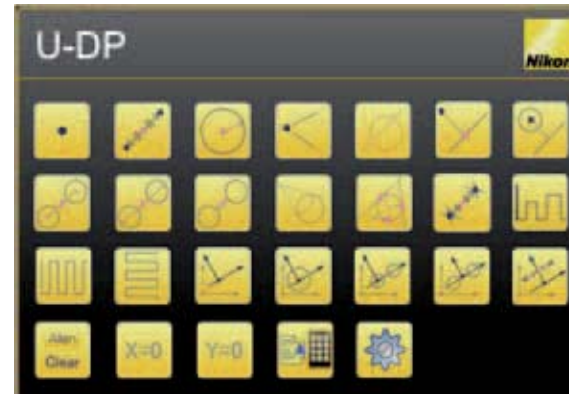 U-DP
Nikon
Align.
Clear
X=0
Y=0